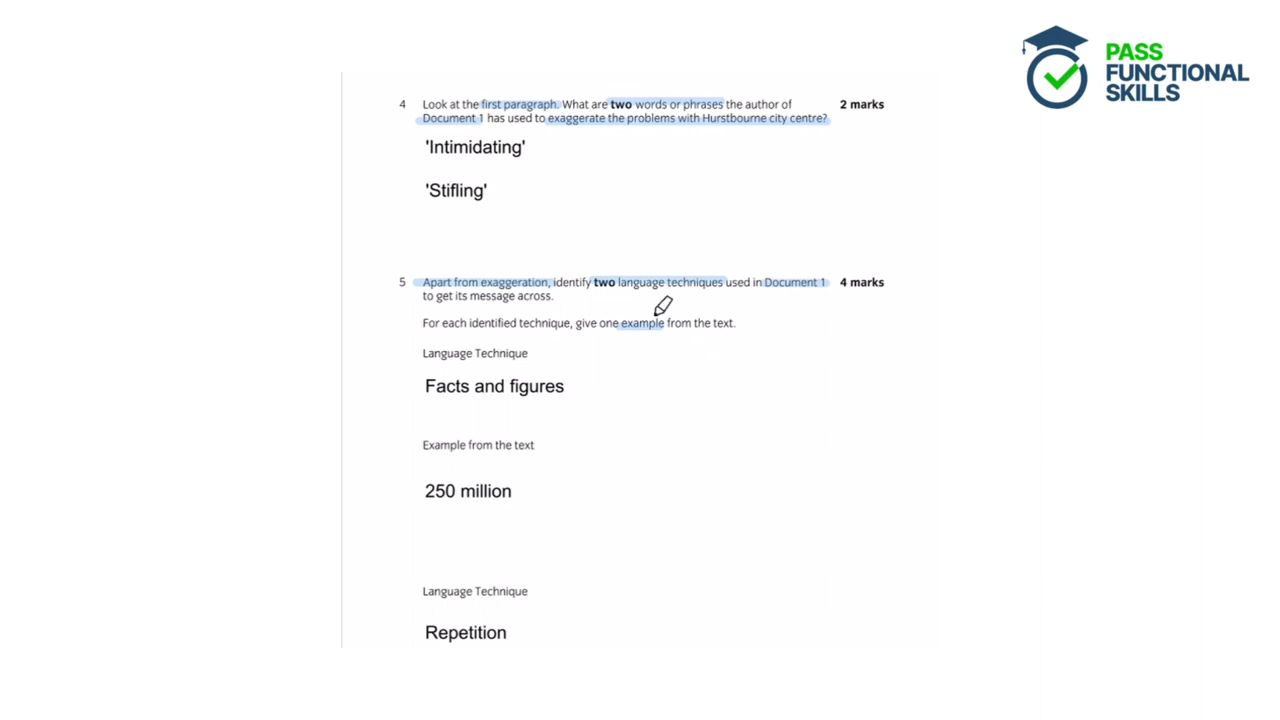 PASS
FUNCTIONAL
SKILLS
4 Look at the first paragraph. What are two words or phrases the author of 2 marks
Document 1 has used to exaggerate the problems with Hurstbourne city centre?
'Intimidating'
'Stifling'
5 Apart from exaggeration, identify two language techniques used in Document 1 4 marks
to get its message across.
For each identified technique, give one example from the text.
Language Technique
Facts and figures
Example from the text
250 million
Language Technique
Repetition